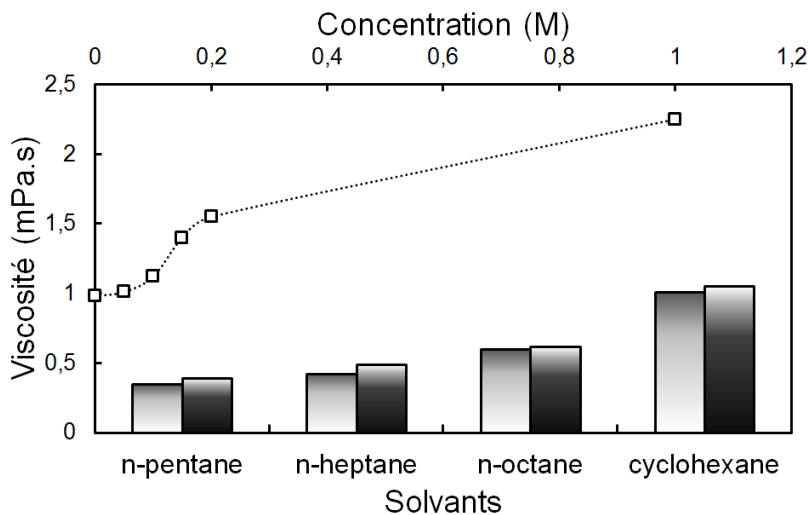 Concentration (M)
0 0,2 0,4 0,6 0,8 1 1,2
2,5
2
1,5
1
0,5
0
Viscosité (mPa.s)
n-pentane n-heptane n-octane cyclohexane
Solvants